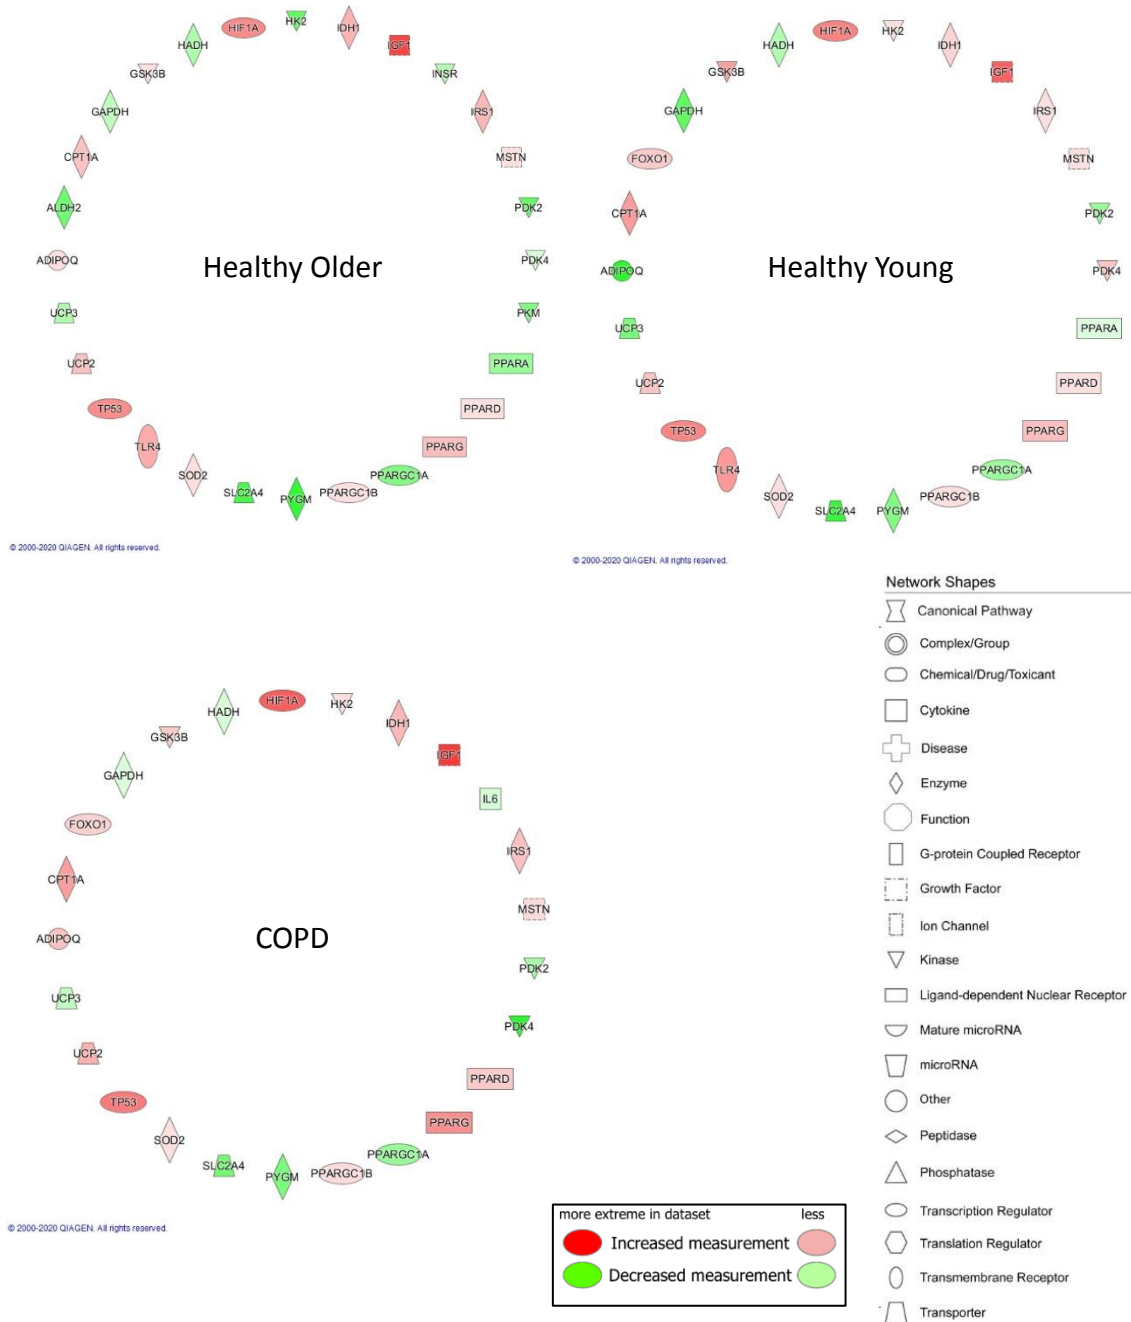 HIF1A
HK2
IDH1
IGF1
INSR
IRS1
MSTN
PDK2
PDK4
PKM
PPARA
PPARD
PPARG
PPARGC1A
PPARGC1B
PYGM
SLC2A4
SOD2
TLR4
TP53
UCP2
UCP3
ADIPOQ
ALDH2
CPT1A
GAPDH
GSK3B
HADH
Healthy Older
© 2000-2020 QIAGEN. All rights reserved.
HIF1A
HK2
IDH1
IGF1
IRS1
MSTN
PDK2
PDK4
PPARA
PPARD
PPARG
PPARGC1A
PPARGC1B
PYGM
SLC2A4
SOD2
TLR4
TP53
UCP2
UCP3
ADIPOQ
CPT1A
FOXO1
GAPDH
GSK3B
HADH
Healthy Young
© 2000-2020 QIAGEN. All rights reserved.
HIF1A
HK2
IDH1
IGF1
IL6
IRS1
MSTN
PDK2
PDK4
PPARD
PPARG
PPARGC1A
PPARGC1B
PYGM
SLC2A4
SOD2
TP53
UCP2
UCP3
ADIPOQ
CPT1A
FOXO1
GAPDH
GSK3B
HADH
COPD
© 2000-2020 QIAGEN. All rights reserved.
more extreme in dataset less
Increased measurement
Decreased measurement
Network Shapes
Canonical Pathway
Complex/Group
Chemical/Drug/Toxicant
Cytokine
Disease
Enzyme
Function
G-protein Coupled Receptor
Growth Factor
Ion Channel
Kinase
Ligand-dependent Nuclear Receptor
Mature microRNA
microRNA
Other
Peptidase
Phosphatase
Transcription Regulator
Translation Regulator
Transmembrane Receptor
Transporter